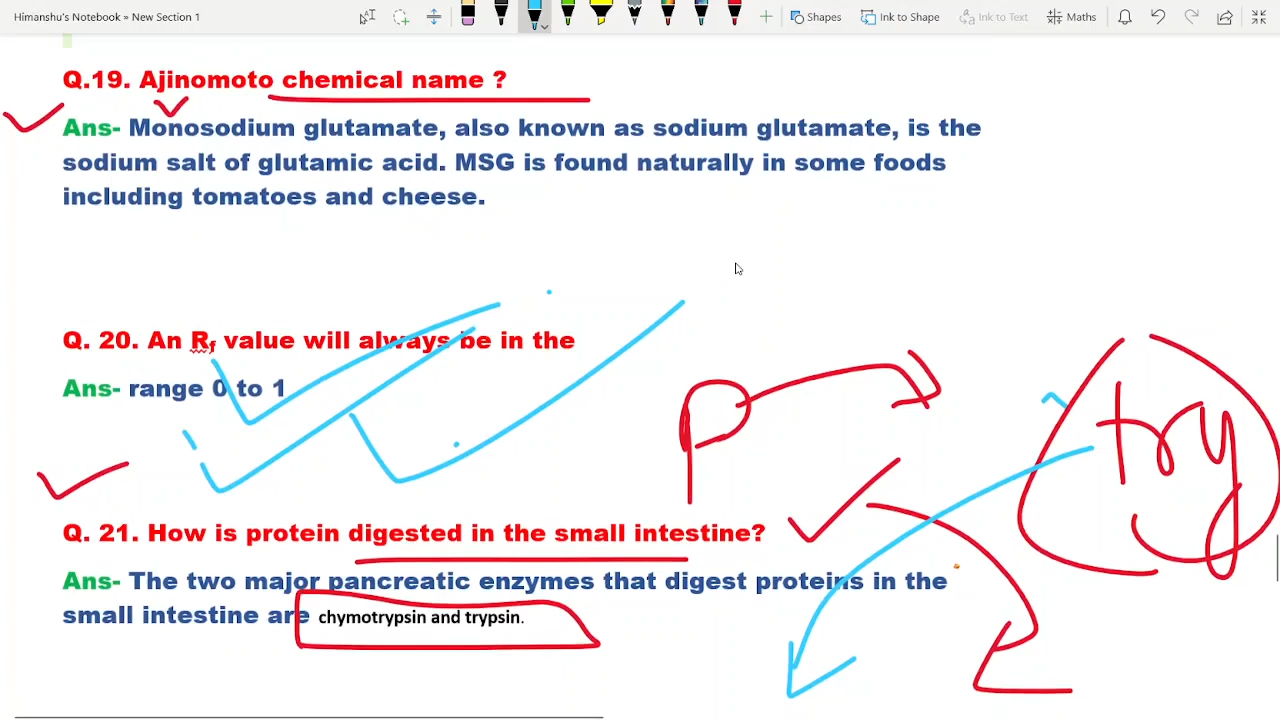 Himanshu's Notebook » New Section 1
Shapes
Ink to Shape
Ink to Text
Maths
Q.19. Ajinomoto chemical name ?
Ans- Monosodium glutamate, also known as sodium glutamate, is the
sodium salt of glutamic acid. MSG is found naturally in some foods
including tomatoes and cheese.
Q. 20. An Rf value will always be in the
Ans- range 0 to 1
P
try
Q. 21. How is protein digested in the small intestine?
Ans- The two major pancreatic enzymes that digest proteins in the
small intestine are chymotrypsin and trypsin.